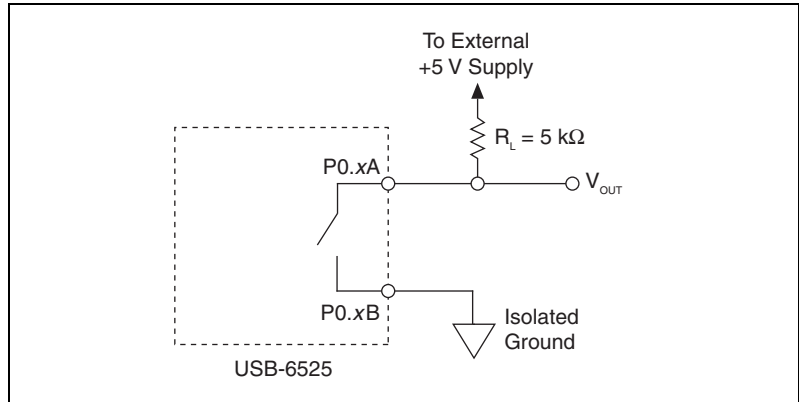 To External
+5 V Supply
R_L = 5 kΩ
P0.xA
V_OUT
P0.xB
Isolated
Ground
USB-6525